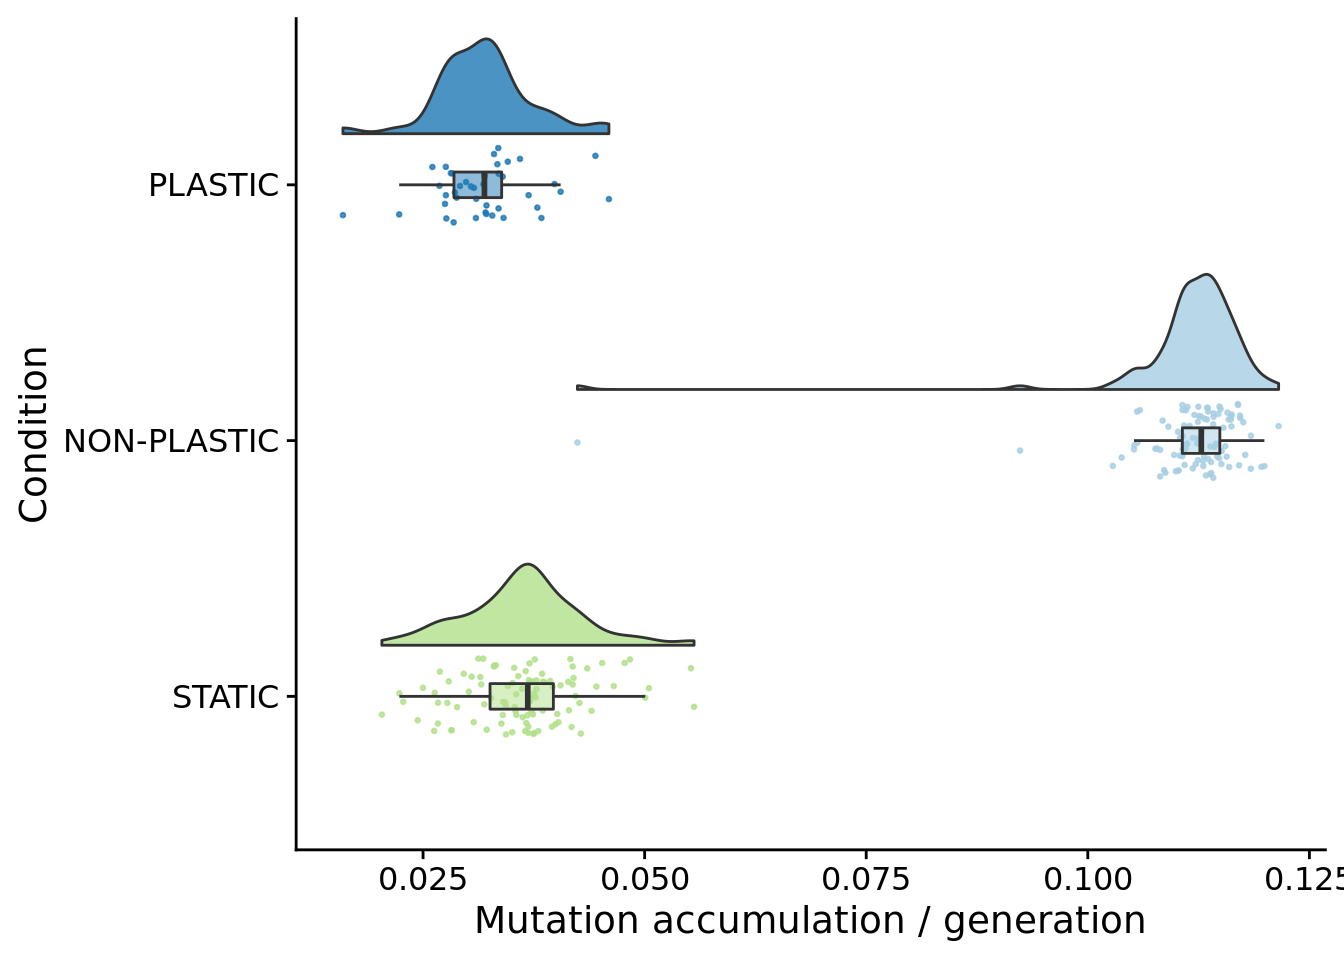 PLASTIC
NON-PLASTIC
STATIC
Condition
0.025 0.050 0.075 0.100 0.125
Mutation accumulation / generation